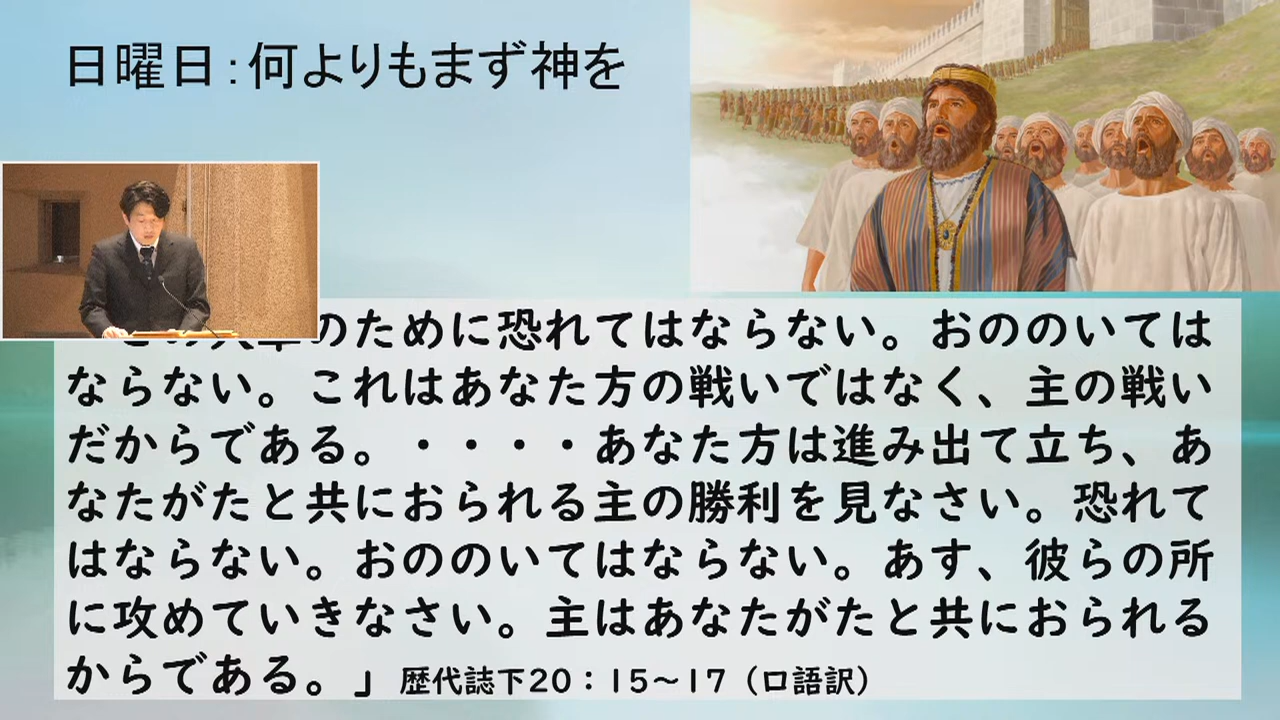 日曜日：何よりもまず神を
のために恐れてはならない。おののいては
ならない。これはあなた方の戦いではなく、主の戦い
だからである。・・・・あなた方は進み出て立ち、あ
なたがたと共におられる主の勝利を見なさい。恐れて
はならない。おののいてはならない。あす、彼らの所
に攻めていきなさい。主はあなたがたと共におられる
からである。」歴代誌下20：15～17（口語訳）